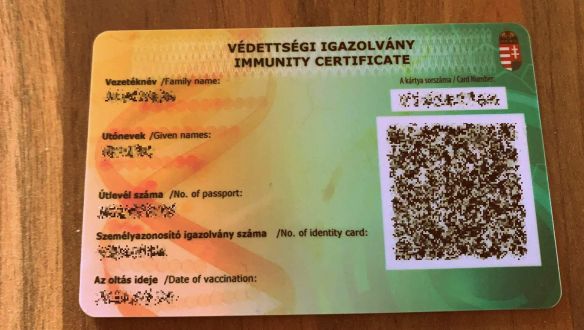 VÉDETTSÉGI IGAZOLVÁNY
IMMUNITY CERTIFICATE
Vezetéknév /Family name:
A kártya sorszáma / Card Number:
Utónevek /Given names:
Útlevél száma /No. of passport:
Személyazonosító igazolvány száma /No. of identity card:
Az oltás ideje /Date of vaccination: